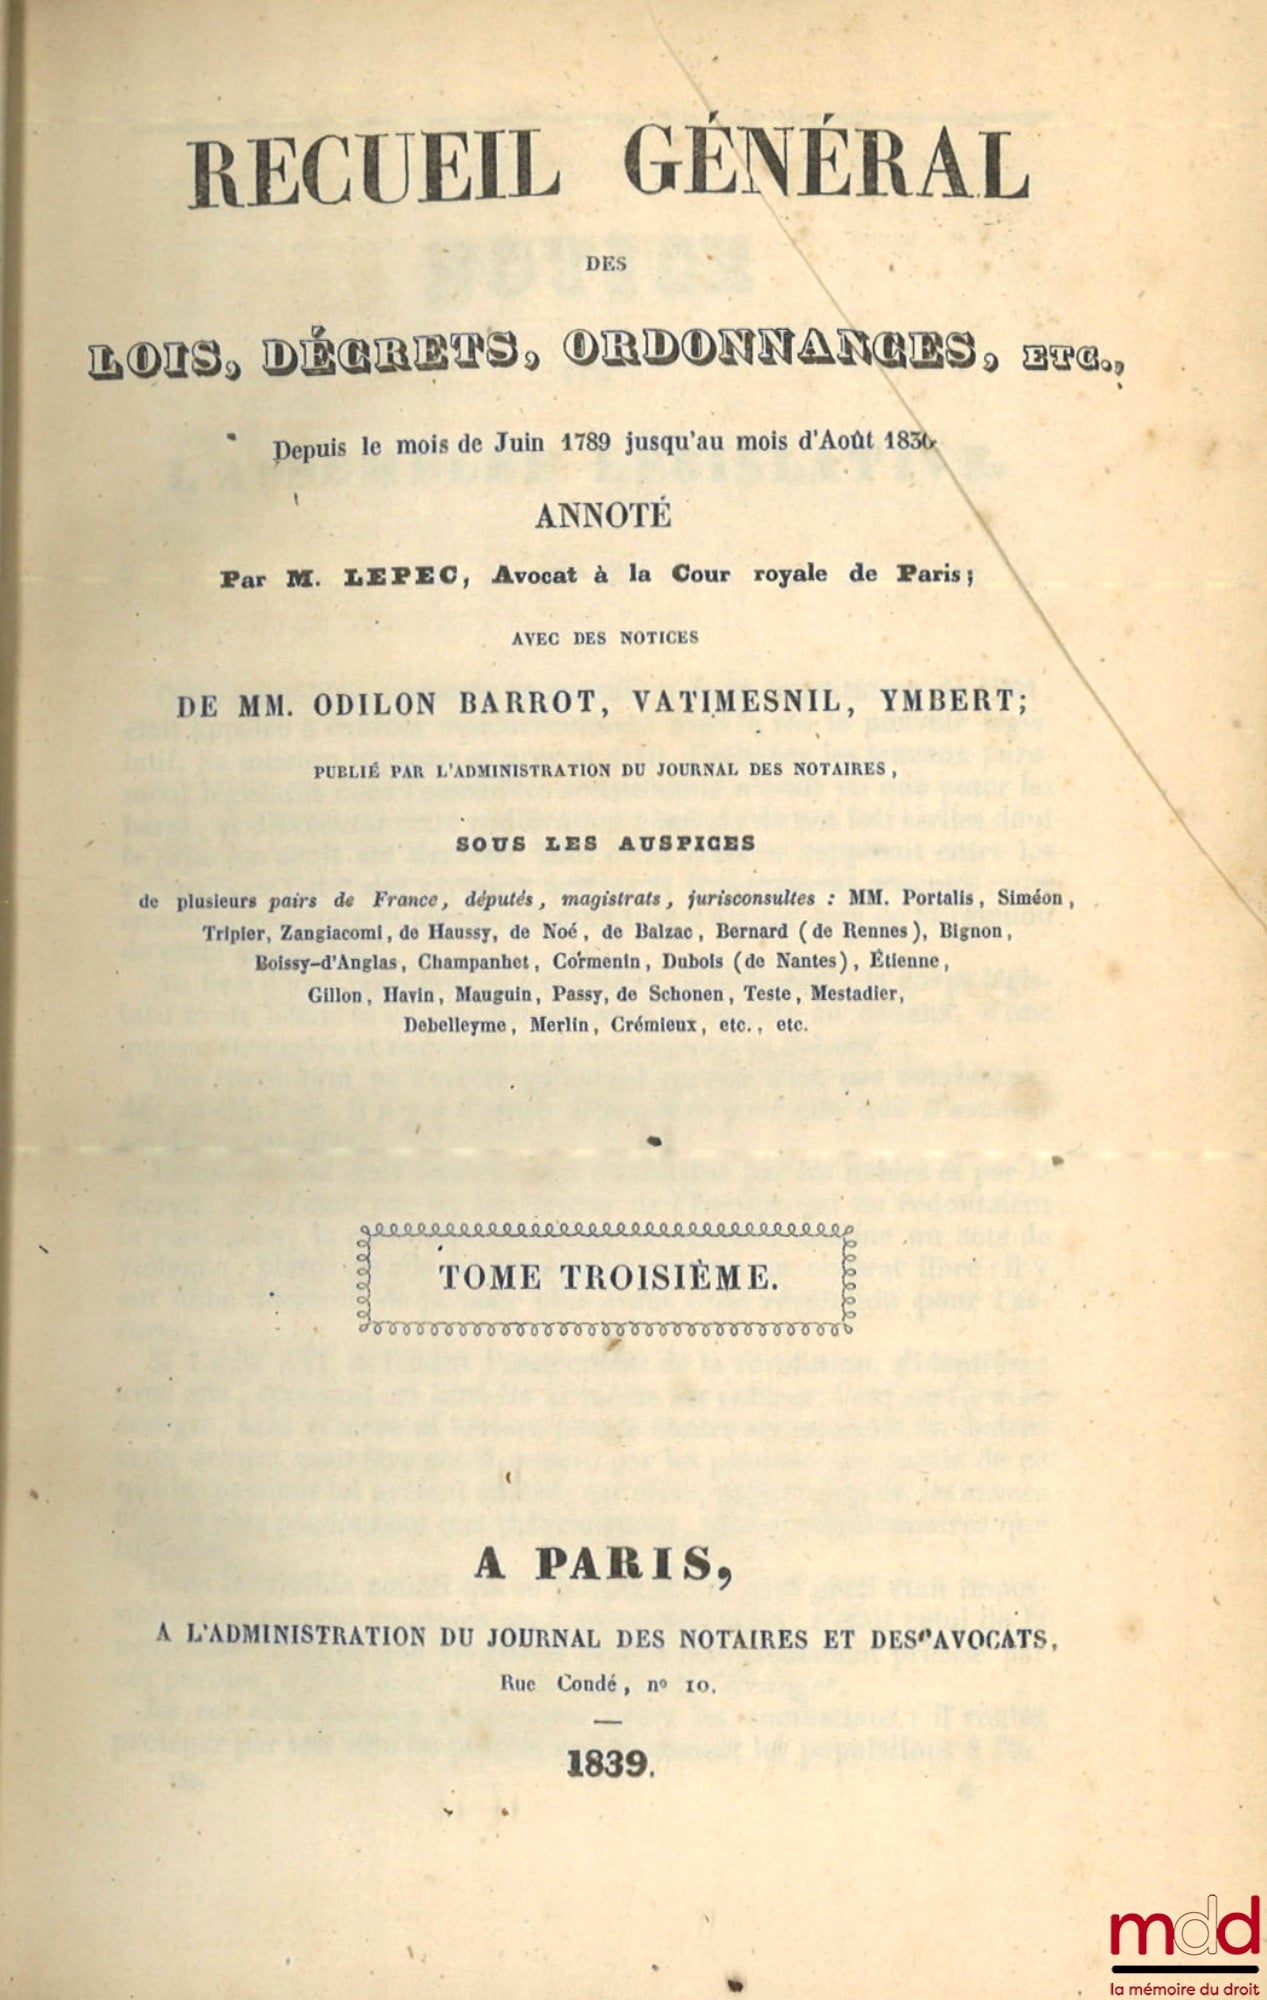 RECUEIL GÉNÉRAL
DES
LOIS, DÉCRETS, ORDONNANCES, ETC.,
Depuis le mois de Juin 1789 jusqu'au mois d'Août 1830
ANNOTÉ
Par M. LEPEC, Avocat à la Cour royale de Paris;
AVEC DES NOTICES
DE MM. ODILON BARROT, VATIMESNIL, YMBERT;
PUBLIÉ PAR L'ADMINISTRATION DU JOURNAL DES NOTAIRES,
SOUS LES AUSPICES
de plusieurs pairs de France, députés, magistrats, jurisconsultes : MM. Portalis, Siméon,
Tripier, Zangiacomi, de Haussy, de Noé, de Balzac, Bernard (de Rennes), Bignon,
Boissy-d'Anglas, Champanhet, Cormenin, Dubois (de Nantes), Étienne,
Gillon, Havin, Mauguin, Passy, de Schonen, Teste, Mestadier,
Debelleyme, Merlin, Crémieux, etc., etc.
TOME TROISIÈME.
A PARIS,
A L'ADMINISTRATION DU JOURNAL DES NOTAIRES ET DES AVOCATS,
Rue Condé, nº 10.
1839.
mdd
la mémoire du droit